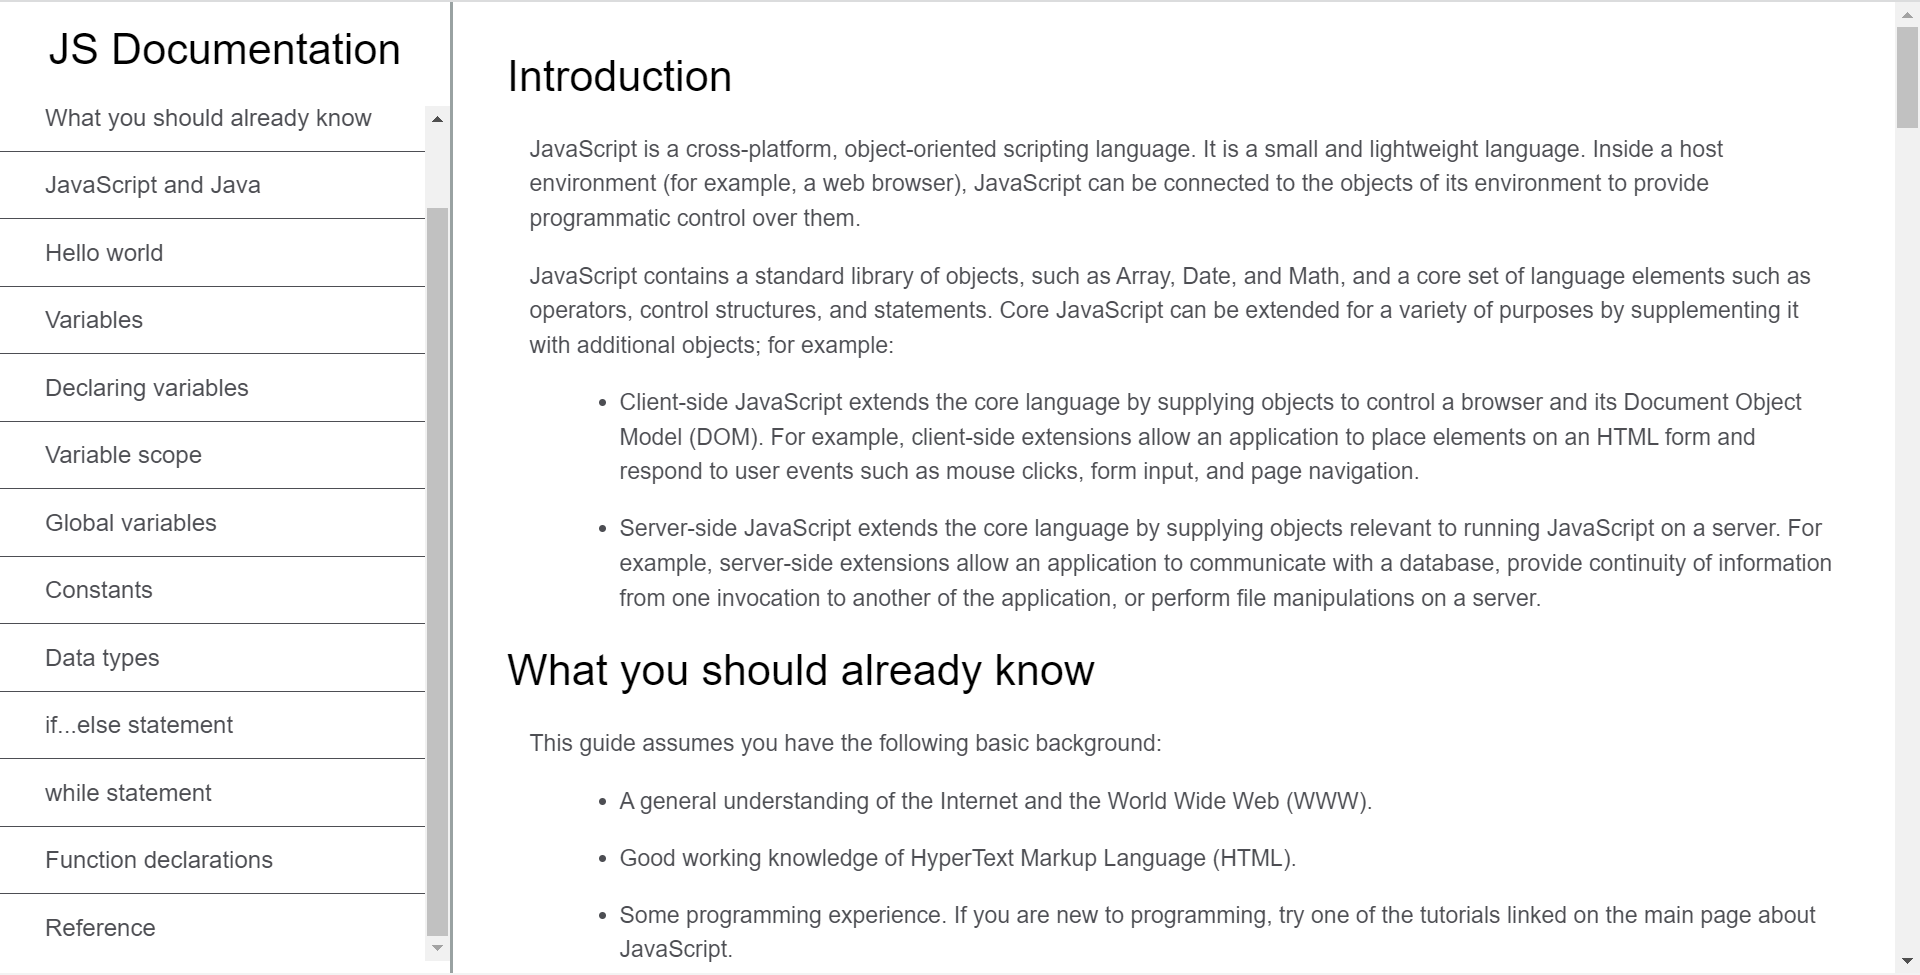 JS Documentation
What you should already know
JavaScript and Java
Hello world
Variables
Declaring variables
Variable scope
Global variables
Constants
Data types
if...else statement
while statement
Function declarations
Reference
Introduction
JavaScript is a cross-platform, object-oriented scripting language. It is a small and lightweight language. Inside a host
environment (for example, a web browser), JavaScript can be connected to the objects of its environment to provide
programmatic control over them.
JavaScript contains a standard library of objects, such as Array, Date, and Math, and a core set of language elements such as
operators, control structures, and statements. Core JavaScript can be extended for a variety of purposes by supplementing it
with additional objects; for example:
• Client-side JavaScript extends the core language by supplying objects to control a browser and its Document Object
Model (DOM). For example, client-side extensions allow an application to place elements on an HTML form and
respond to user events such as mouse clicks, form input, and page navigation.
• Server-side JavaScript extends the core language by supplying objects relevant to running JavaScript on a server. For
example, server-side extensions allow an application to communicate with a database, provide continuity of information
from one invocation to another of the application, or perform file manipulations on a server.
What you should already know
This guide assumes you have the following basic background:
• A general understanding of the Internet and the World Wide Web (WWW).
• Good working knowledge of HyperText Markup Language (HTML).
• Some programming experience. If you are new to programming, try one of the tutorials linked on the main page about
JavaScript.